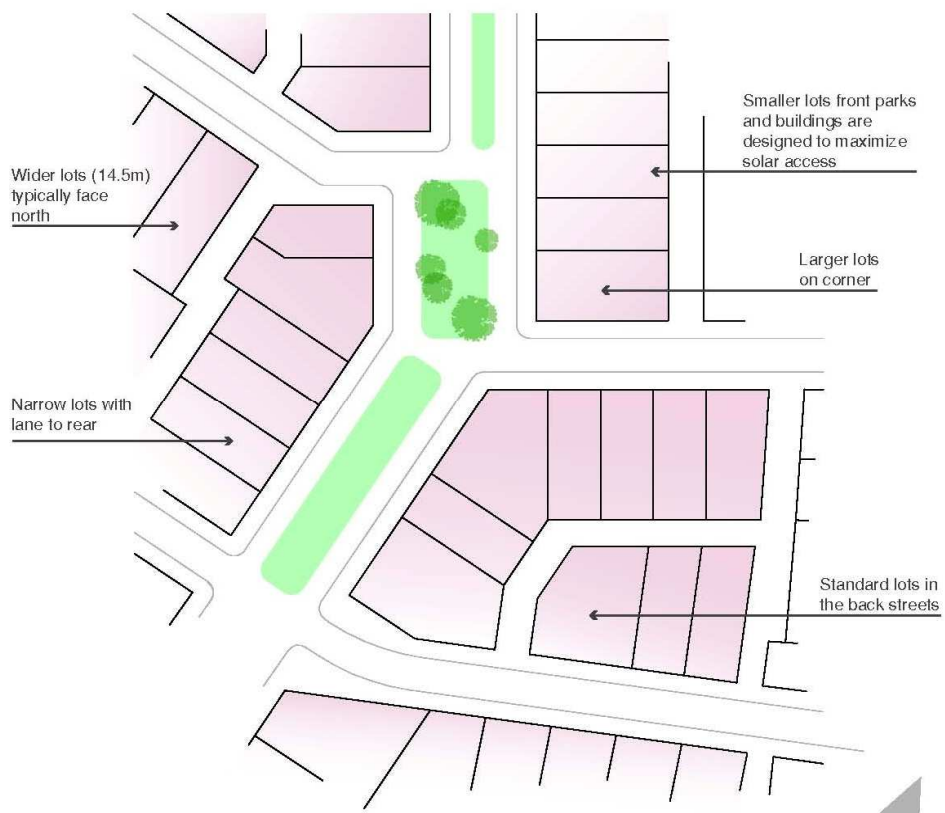 Smaller lots front parks
and buildings are
designed to maximize
solar access
Wider lots (14.5m)
typically face
north
Larger lots
on corner
Narrow lots with
lane to rear
Standard lots in
the back streets